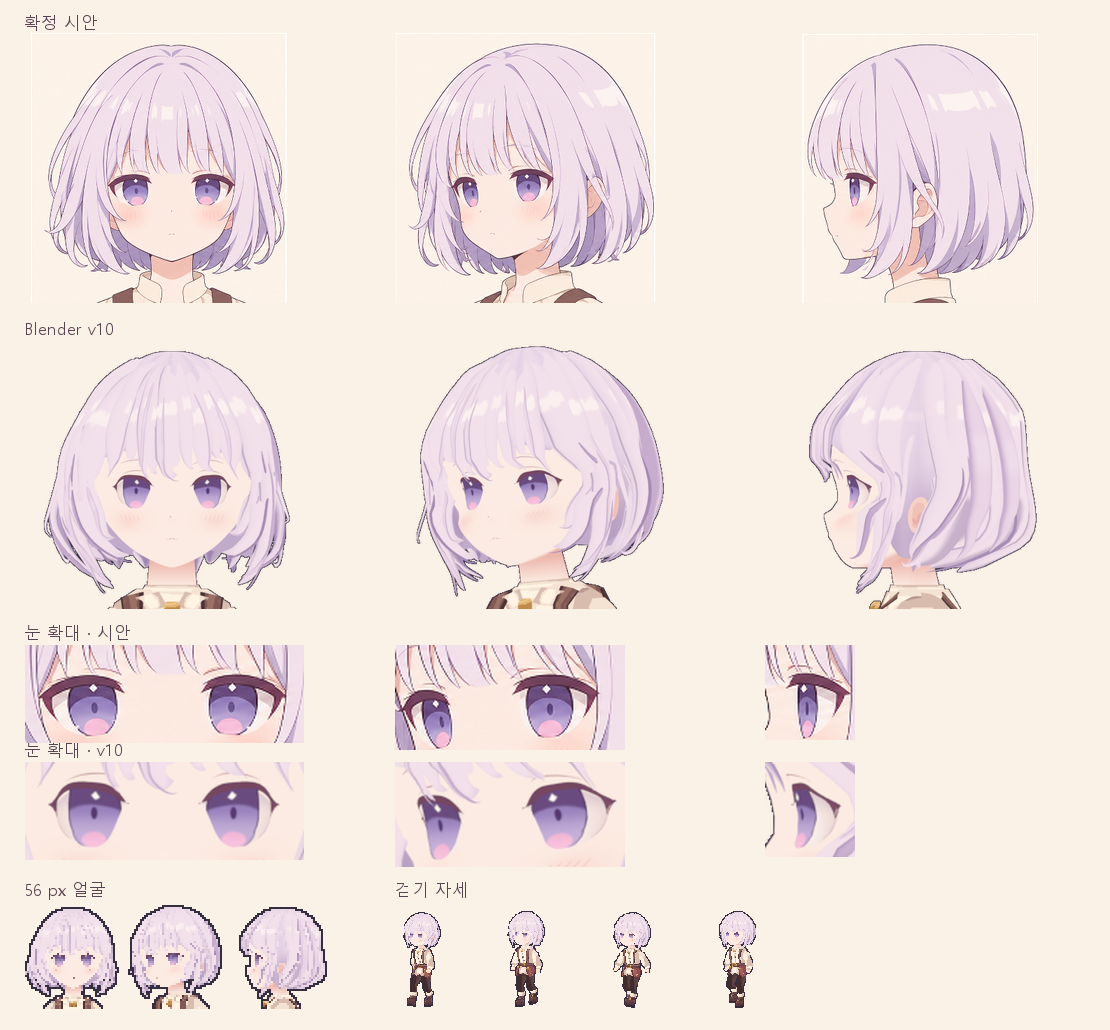 확정 시안
Blender v10
눈 확대 · 시안
눈 확대 · v10
56 px 얼굴
걷기 자세